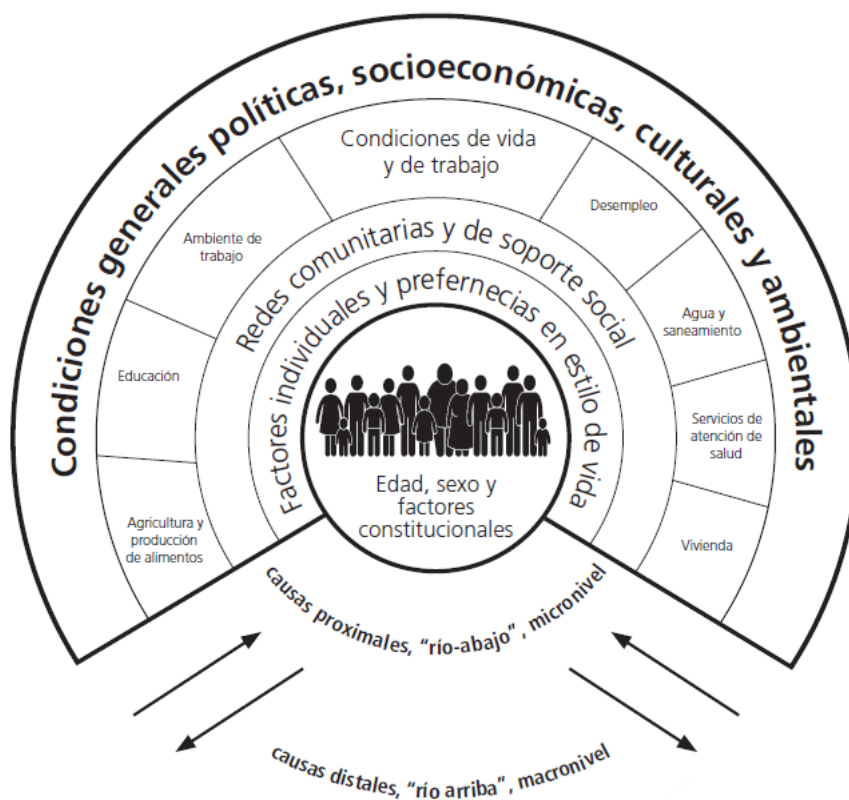 Condiciones generales políticas, socioeconómicas, culturales y ambientales
Condiciones de vida
y de trabajo
Agricultura y
producción
de alimentos
Educación
Ambiente de
trabajo
Desempleo
Agua y
saneamiento
Servicios de
atención de
salud
Vivienda
Redes comunitarias y de soporte social
Factores individuales y prefernecias en estilo de vida
Edad, sexo y
factores
constitucionales
causas proximales, “río-abajo”, micronivel
causas distales, “río arriba”, macronivel